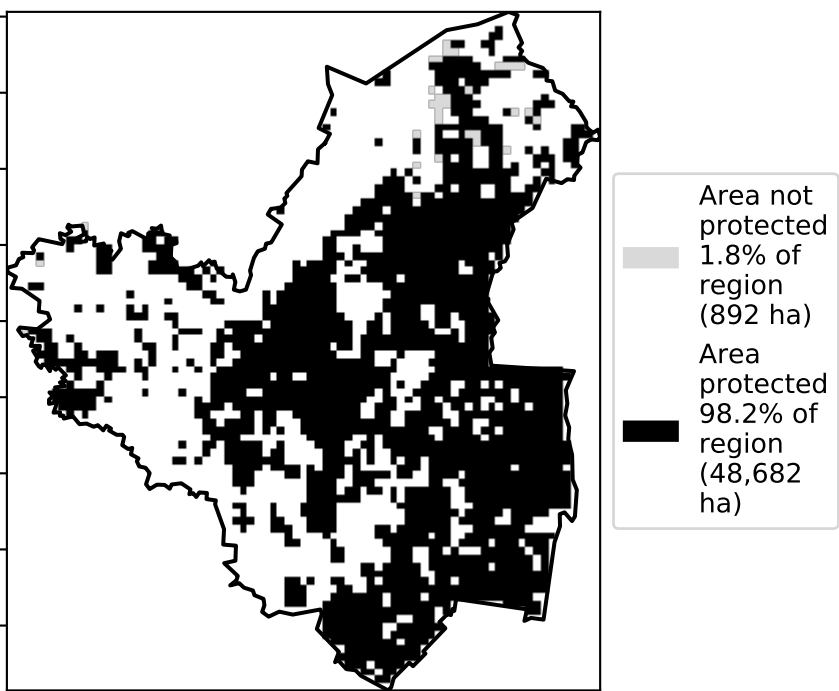 Area not
protected
1.8% of
region
(892 ha)
Area
protected
98.2% of
region
(48,682
ha)